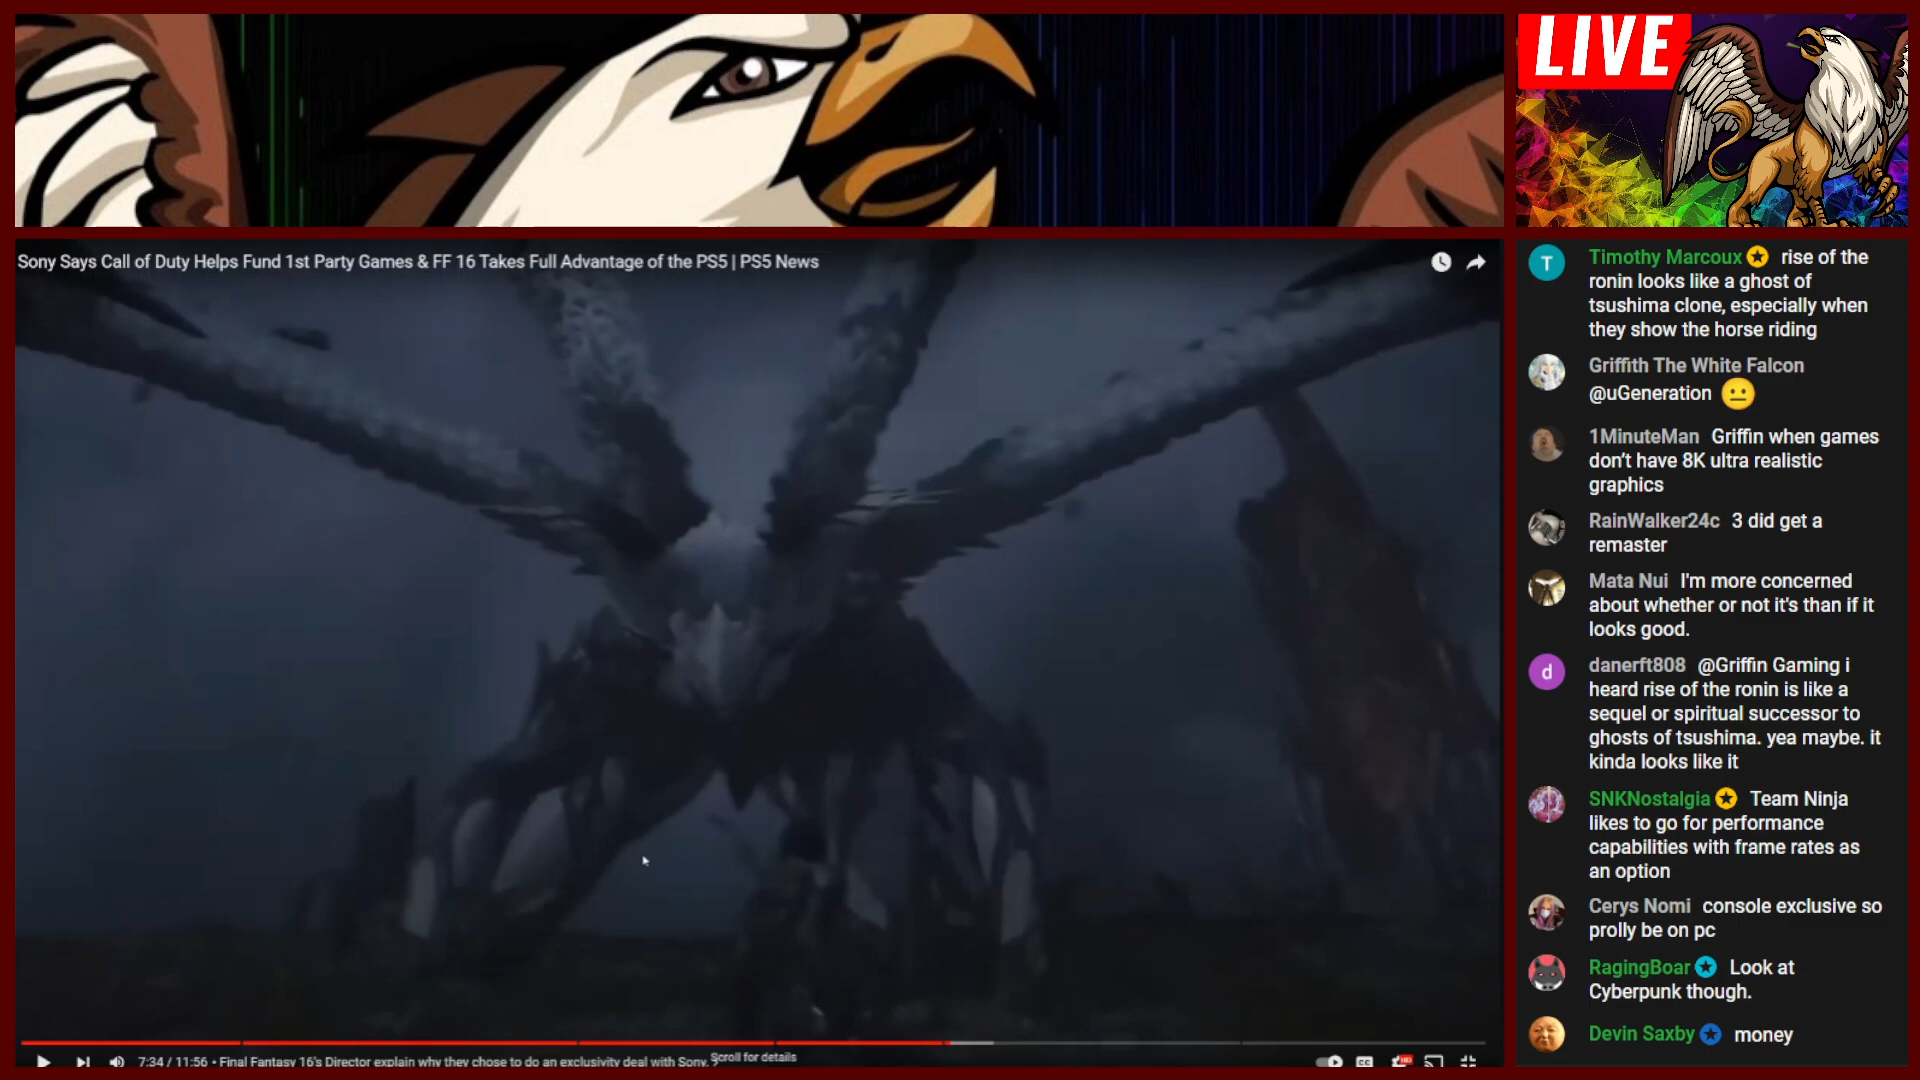 LIVE
Sony Says Call of Duty Helps Fund 1st Party Games & FF 16 Takes Full Advantage of the PS5 | PS5 News
T
Timothy Marcoux rise of the
ronin looks like a ghost of
tsushima clone, especially when
they show the horse riding
Griffith The White Falcon
@uGeneration
1MinuteMan Griffin when games
don't have 8K ultra realistic
graphics
RainWalker24c 3 did get a
remaster
Mata Nui I'm more concerned
about whether or not it's than if it
looks good.
d
danerft808 @Griffin Gaming i
heard rise of the ronin is like a
sequel or spiritual successor to
ghosts of tsushima. yea maybe. it
kinda looks like it
SNKNostalgia Team Ninja
likes to go for performance
capabilities with frame rates as
an option
Cerys Nomi console exclusive so
prolly be on pc
RagingBoar Look at
Cyberpunk though.
Devin Saxby money
7:34 / 11:56 • Final Fantasy 16's Director explain why they chose to do an exclusivity deal with Sony.
Scroll for details
CC
HD